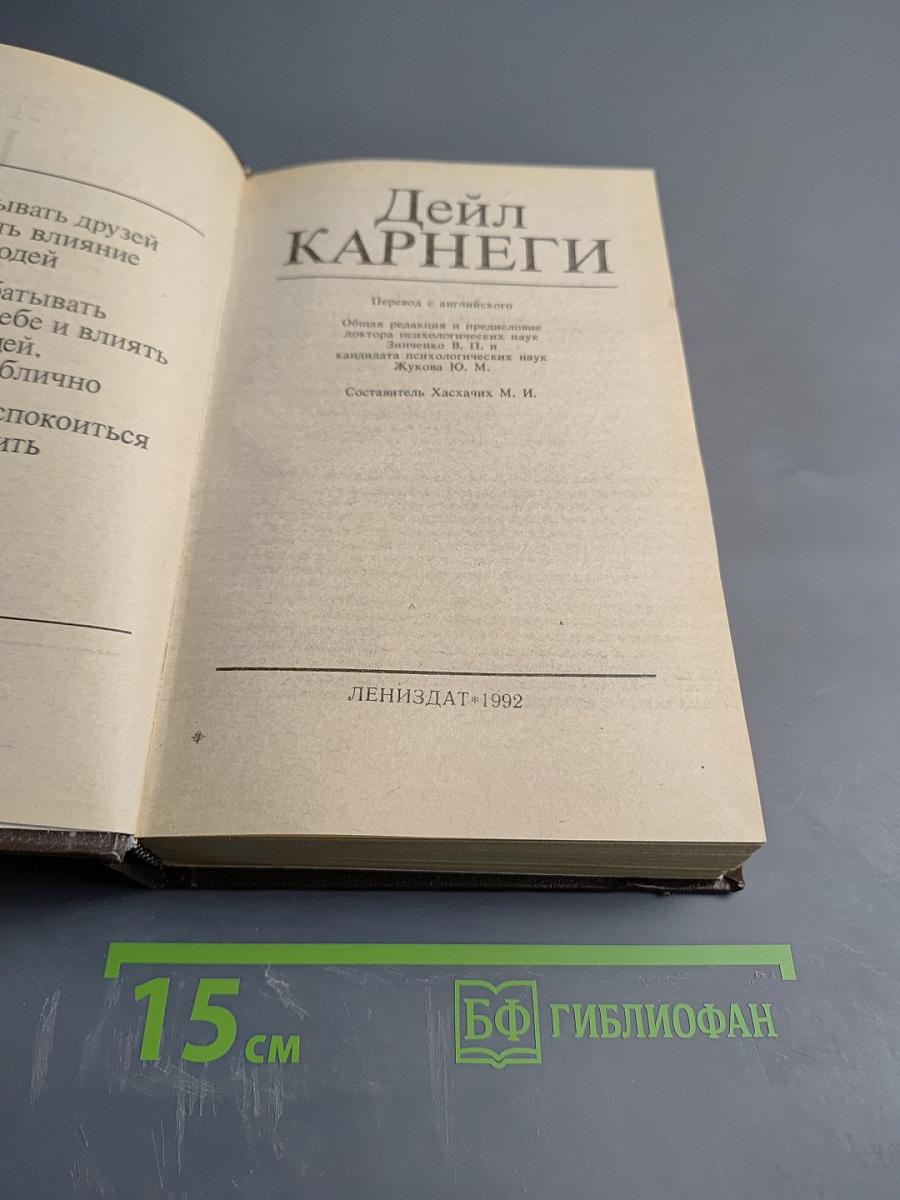 ывать друзей
ть влияние
юдей
батывать
ебе и влиять
дей,
блично
спокоиться
ить
Дейл
КАРНЕГИ
Перевод с английского
Общая редакция и предисловие
доктора психологических наук
Зинченко В. П. и
кандидата психологических наук
Жукова Ю. М.
Составитель Хасхачих М. И.
ЛЕНИЗДАТ*1992
15 см
БФ ГИБЛИОФАН